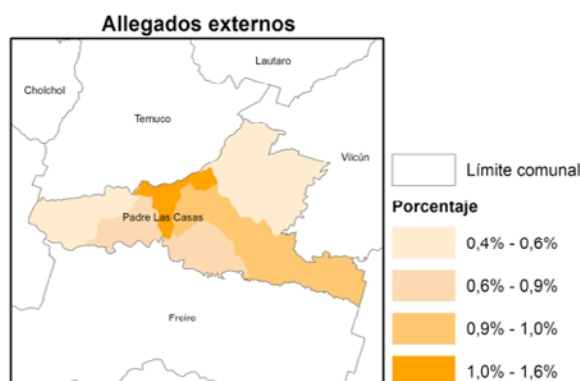 Allegados externos
Lautaro
Cholchol
Temuco
Vilcún
Padre Las Casas
Freire
Límite comunal
Porcentaje
0,4% - 0,6%
0,6% - 0,9%
0,9% - 1,0%
1,0% - 1,6%